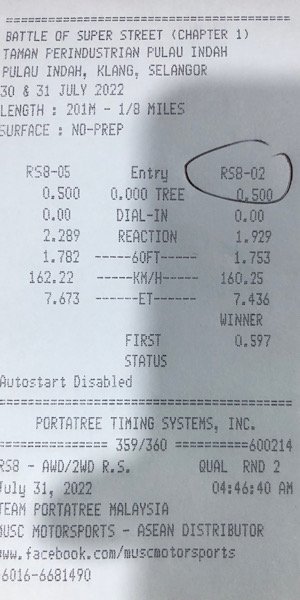 BATTLE OF SUPER STREET (CHAPTER 1)
TAMAN PERINDUSTRIAN PULAU INDAH
PULAU INDAH, KLANG, SELANGOR
30 & 31 JULY 2022
LENGTH : 201M - 1/8 MILES
SURFACE : NO-PREP
RS8-05 Entry RS8-02
0.500 0.000 TREE 0.500
0.00 DIAL-IN 0.00
2.289 REACTION 1.929
1.782 -----60FT----- 1.753
162.22 -----KM/H----- 160.25
7.673 ------ET------ 7.436
WINNER
FIRST 0.597
STATUS
Autostart Disabled
PORTATREE TIMING SYSTEMS, INC.
=============== 359/360 ==========600214
RS8 - AWD/2WD R.S. QUAL RND 2
July 31, 2022 04:46:40 AM
TEAM PORTATREE MALAYSIA
MUSC MOTORSPORTS - ASEAN DISTRIBUTOR
www.facebook.com/muscmotorsports
6016-6681490